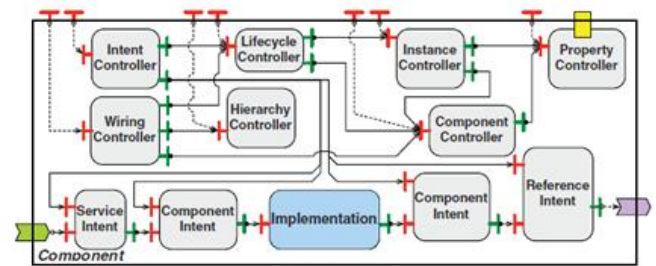 Intent
Controller
Lifecycle
Controller
Instance
Controller
Property
Controller
Wiring
Controller
Hierarchy
Controller
Component
Controller
Service
Intent
Component
Intent
Implementation
Component
Intent
Reference
Intent
Component